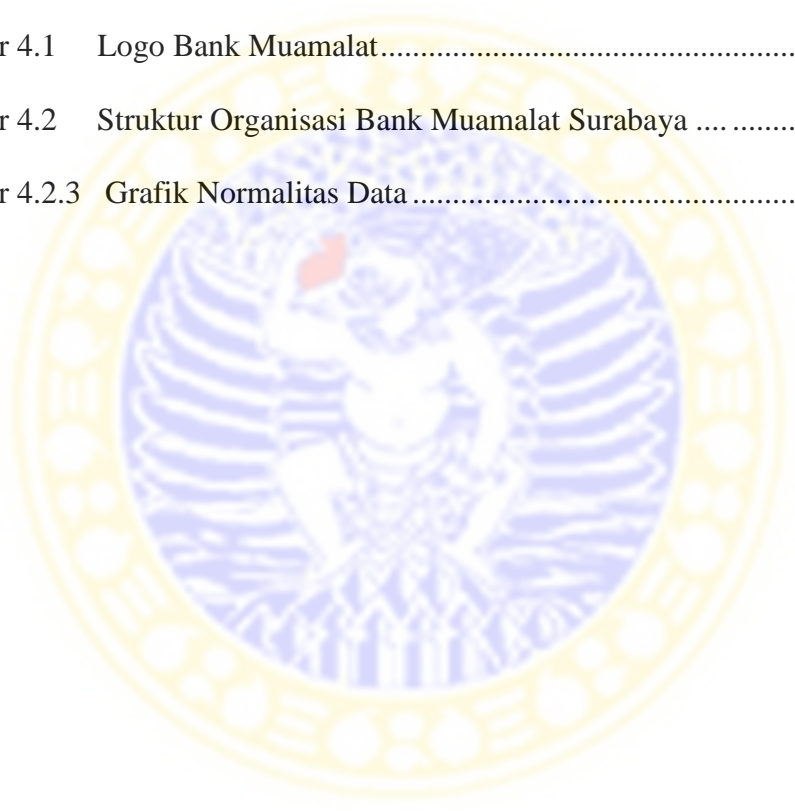 r 4.1 Logo Bank Muamalat....................................................
r 4.2 Struktur Organisasi Bank Muamalat Surabaya .... ........
r 4.2.3 Grafik Normalitas Data ................................................